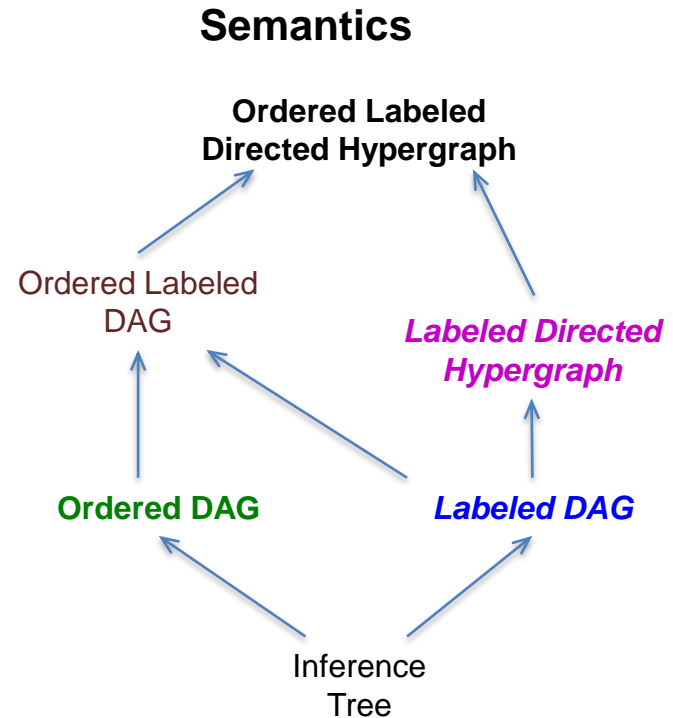 Semantics
Ordered Labeled
Directed Hypergraph
Ordered Labeled
DAG
Labeled Directed
Hypergraph
Ordered DAG
Labeled DAG
Inference
Tree